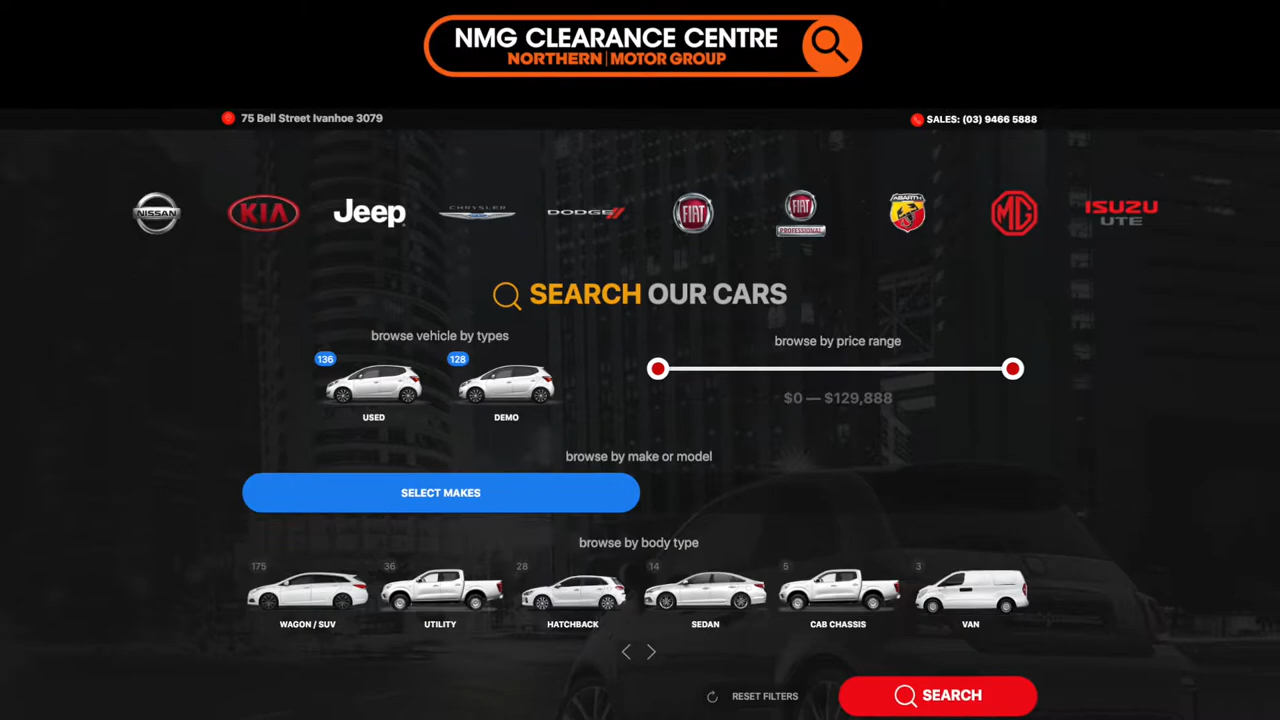 NMG CLEARANCE CENTRE
NORTHERN | MOTOR GROUP
75 Bell Street Ivanhoe 3079
SALES: (03) 9466 5888
NISSAN
KIA
Jeep
CHRYSLER
DODGE
FIAT
FIAT
PROFESSIONAL
ABARTH
MG
ISUZU
UTE
SEARCH OUR CARS
browse vehicle by types
136
USED
128
DEMO
browse by price range
$0 — $129,888
browse by make or model
SELECT MAKES
browse by body type
175
WAGON / SUV
36
UTILITY
28
HATCHBACK
14
SEDAN
5
CAB CHASSIS
3
VAN
RESET FILTERS
SEARCH